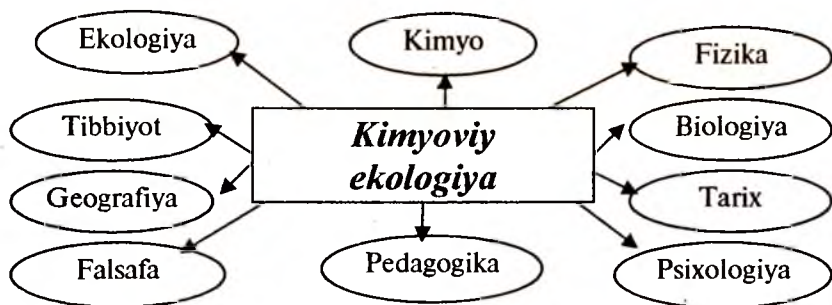 Ekologiya
Kimyo
Fizika
Tibbiyot
Kimyoviy
ekologiya
Biologiya
Geografiya
Tarix
Falsafa
Pedagogika
Psixologiya